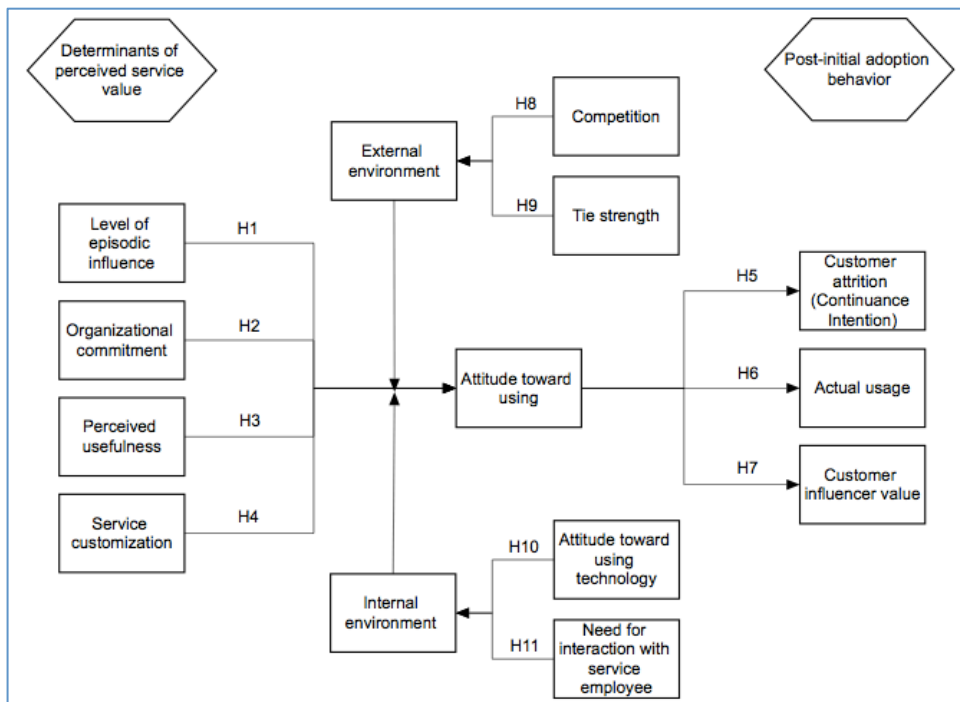 Determinants of
perceived service
value
Post-initial adoption
behavior
H8
Competition
External
environment
H9
Tie strength
Level of
episodic
influence
H1
Customer
attrition
(Continuance
Intention)
H5
Organizational
commitment
H2
Attitude toward
using
H6
Actual usage
Perceived
usefulness
H3
H7
Customer
influencer value
Service
customization
H4
H10
Attitude toward
using
technology
Internal
environment
H11
Need for
interaction with
service
employee